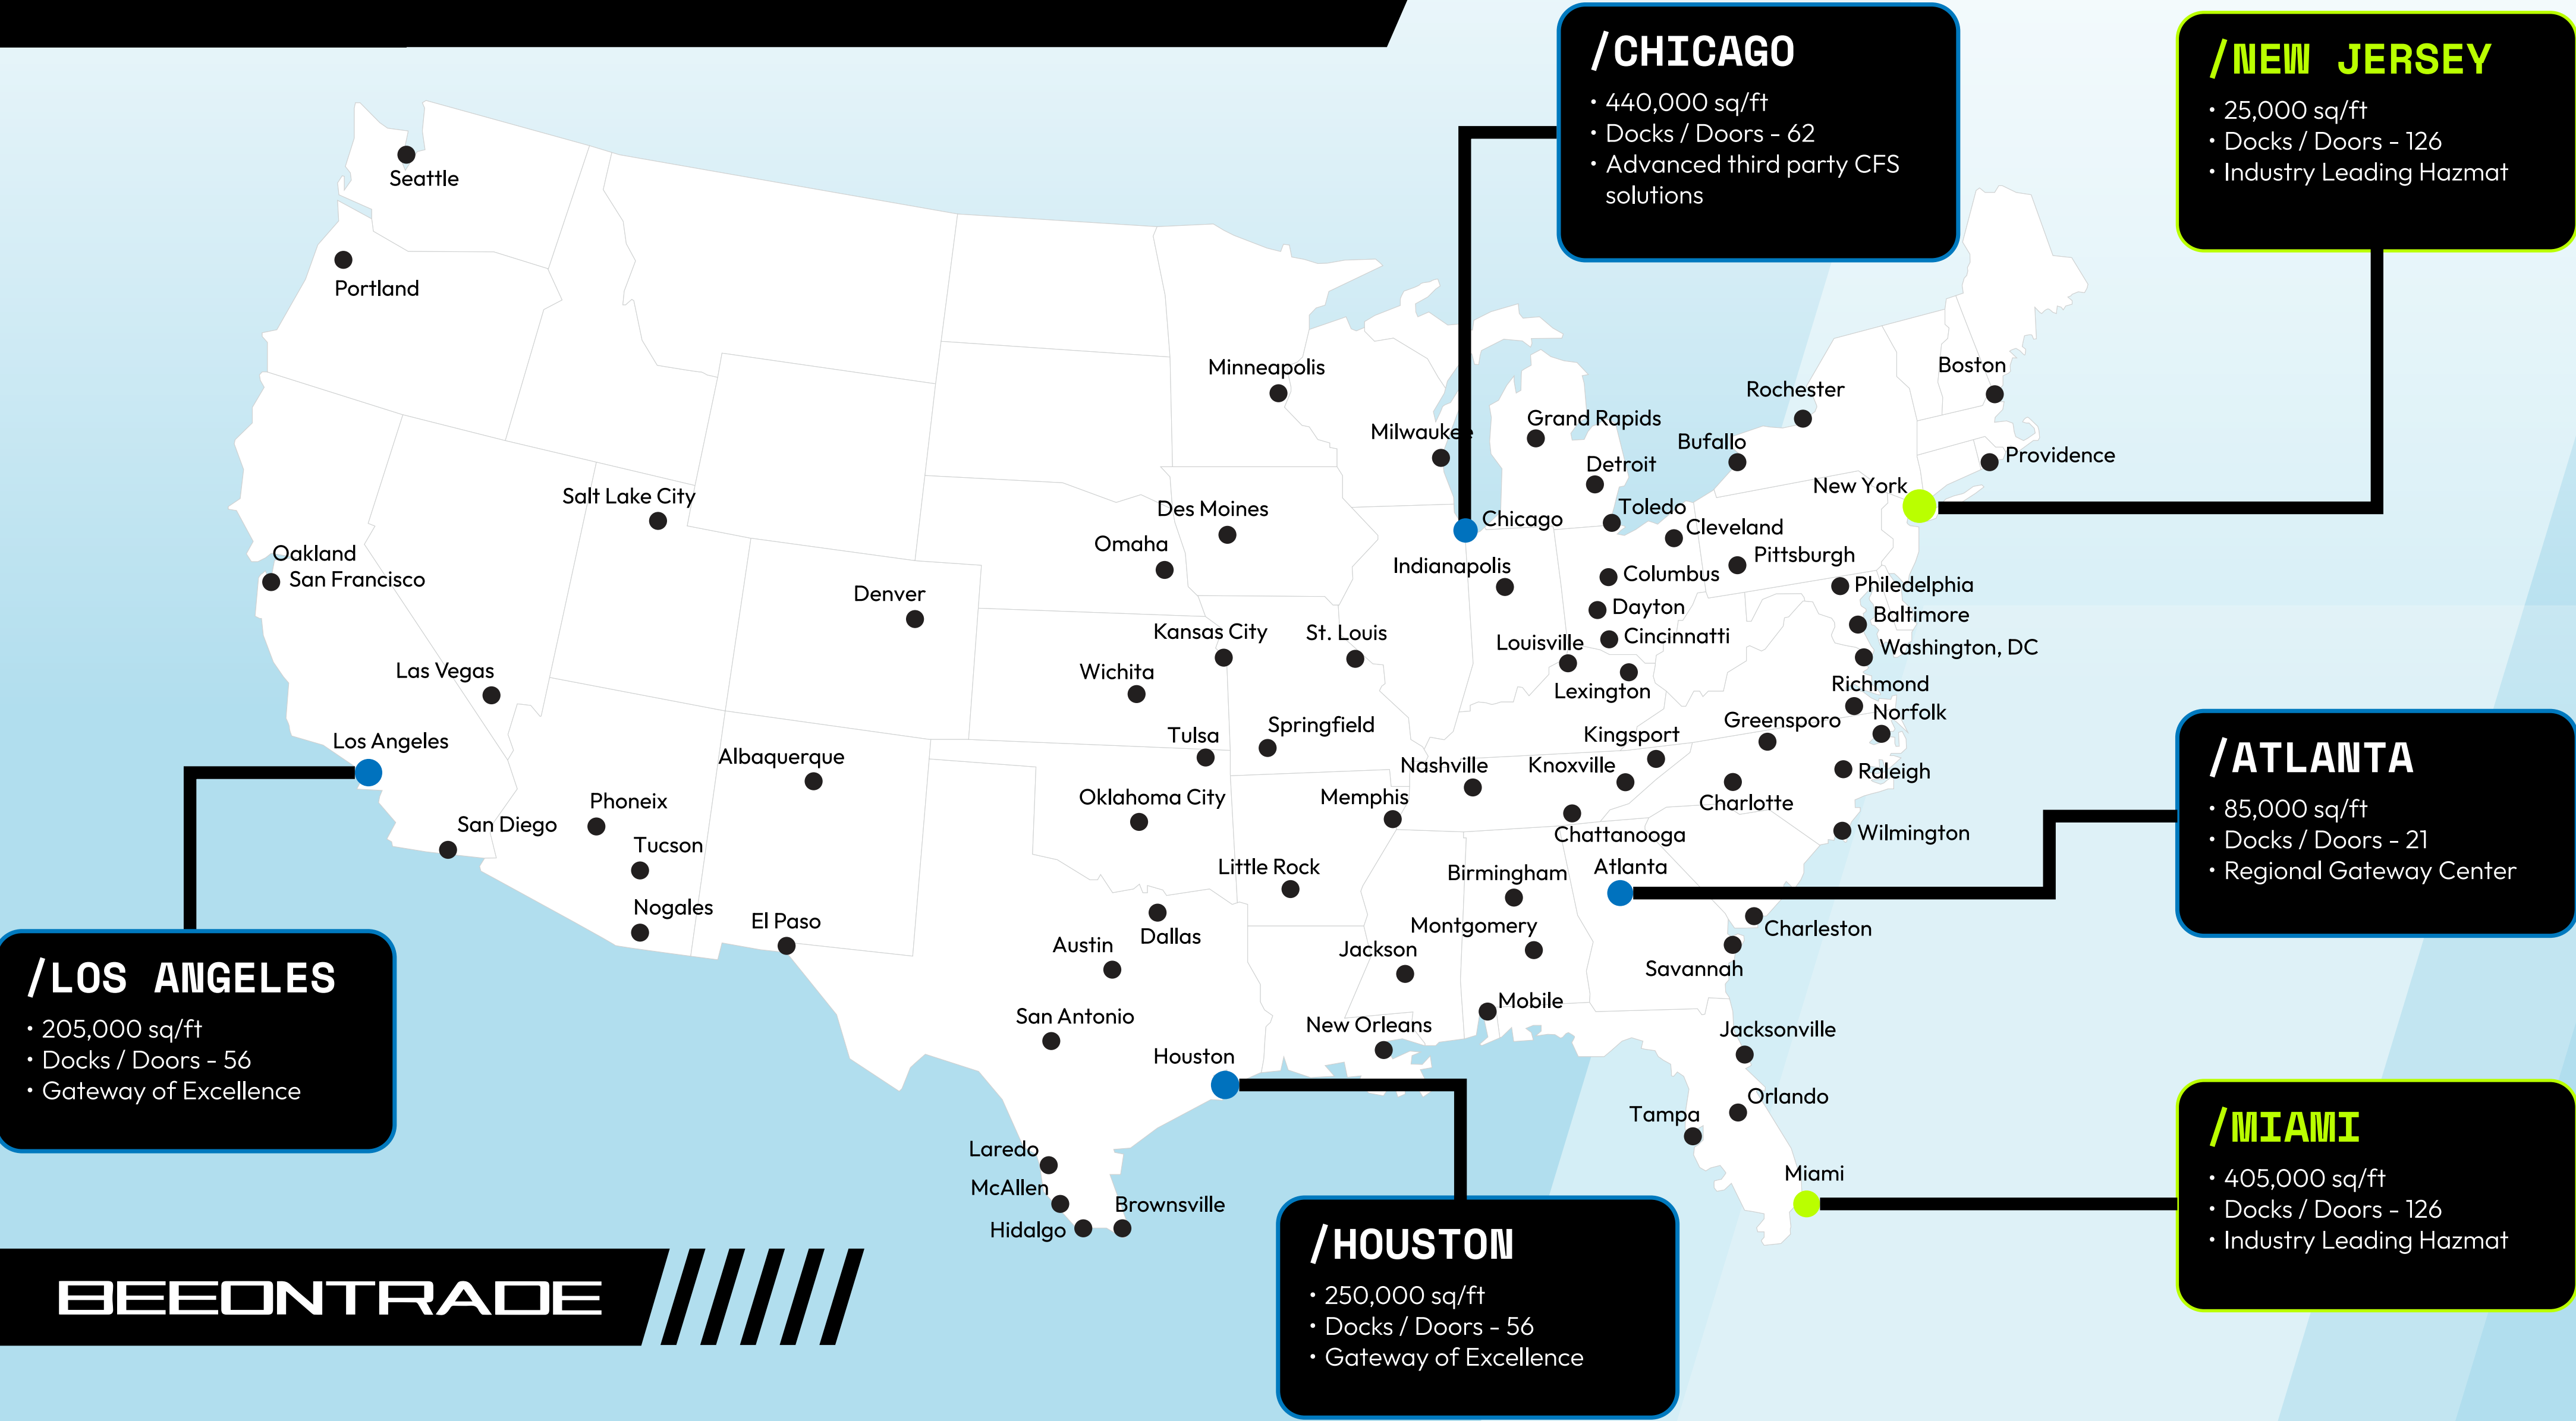 /CHICAGO
• 440,000 sq/ft
• Docks / Doors - 62
• Advanced third party CFS
solutions
/NEW JERSEY
• 25,000 sq/ft
• Docks / Doors - 126
• Industry Leading Hazmat
Seattle
Portland
Minneapolis
Milwaukee
Grand Rapids
Detroit
Rochester
Boston
Bufallo
Providence
New York
Salt Lake City
Des Moines
Omaha
Chicago
Toledo
Cleveland
Pittsburgh
Oakland
San Francisco
Indianapolis
Columbus
Philedelphia
Denver
Dayton
Baltimore
Kansas City
St. Louis
Louisville
Cincinnatti
Washington, DC
Las Vegas
Wichita
Lexington
Richmond
Norfolk
Los Angeles
Albaquerque
Tulsa
Springfield
Kingsport
Greensporo
Nashville
Knoxville
Raleigh
Phoneix
Oklahoma City
Memphis
Charlotte
San Diego
Tucson
Chattanooga
Wilmington
Little Rock
Birmingham
Atlanta
Nogales
El Paso
Dallas
Montgomery
Charleston
Austin
Jackson
Savannah
San Antonio
New Orleans
Mobile
Jacksonville
Houston
Orlando
Tampa
Laredo
McAllen
Brownsville
Hidalgo
Miami
/ATLANTA
• 85,000 sq/ft
• Docks / Doors - 21
• Regional Gateway Center
/LOS ANGELES
• 205,000 sq/ft
• Docks / Doors - 56
• Gateway of Excellence
/MIAMI
• 405,000 sq/ft
• Docks / Doors - 126
• Industry Leading Hazmat
/HOUSTON
• 250,000 sq/ft
• Docks / Doors - 56
• Gateway of Excellence
BEEONTRADE